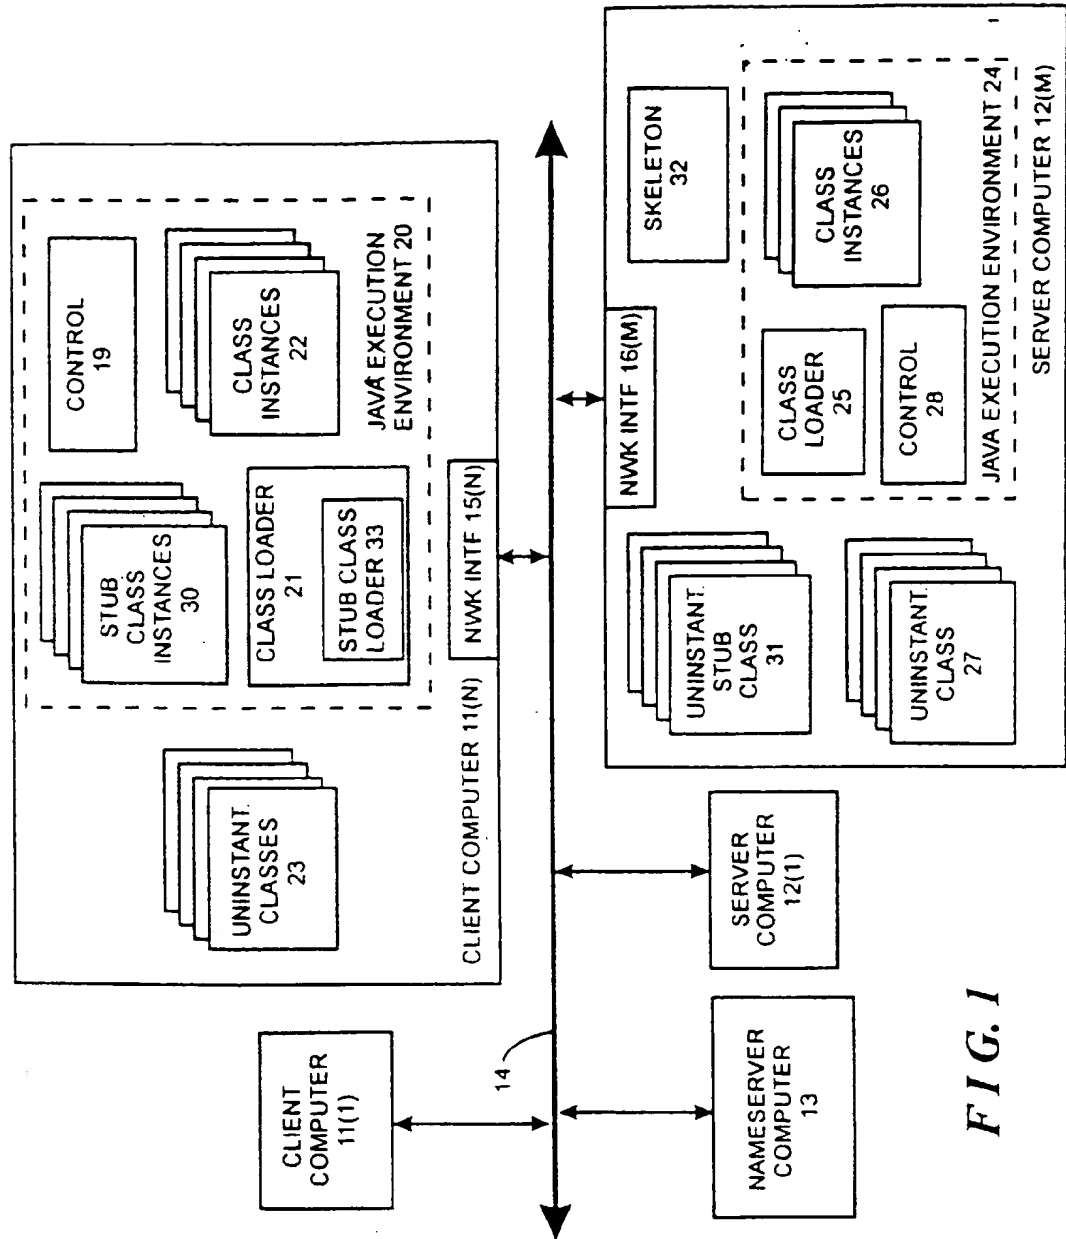 CLIENT
COMPUTER
11(1)
14
NAMESERVER
COMPUTER
13
UNINSTANT.
CLASSES
23
CLIENT COMPUTER 11(N)
STUB
CLASS
INSTANCES
30
CLASS LOADER
21
STUB CLASS
LOADER 33
CONTROL
19
CLASS
INSTANCES
22
JAVA EXECUTION
ENVIRONMENT 20
NWK INTF 15(N)
SERVER
COMPUTER
12(1)
NWK INTF 16(M)
UNINSTANT.
STUB
CLASS
31
UNINSTANT.
CLASS
27
SKELETON
32
CLASS
LOADER
25
CLASS
INSTANCES
26
CONTROL
28
JAVA EXECUTION ENVIRONMENT 24
SERVER COMPUTER 12(M)
FIG. 1